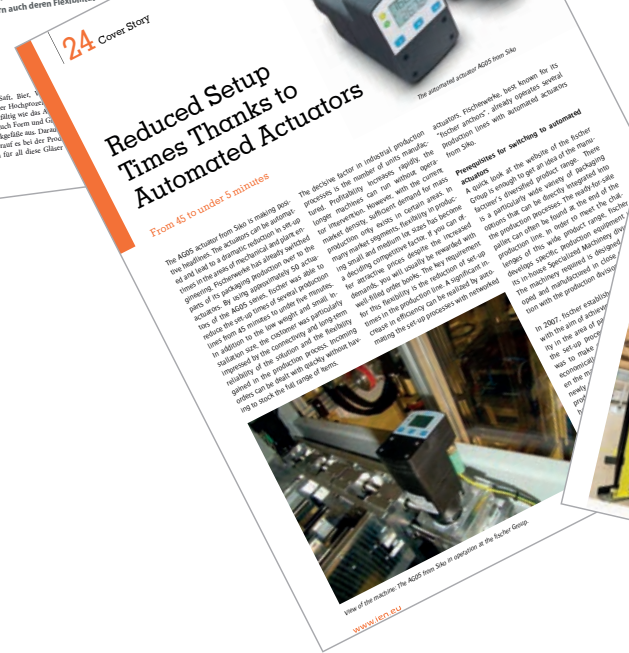 rn auch deren Flexibilitä
Saft, Bier,
er Hochprozen
fältig wie das A
uch Form und G
kgefäße aus. Darau
rauf es bei der Prod
für all diese Gläser
24 Cover Story
Reduced Setup
Times Thanks to
Automated Actuators
From 45 to under 5 minutes
The automated actuator AG05 from Siko
The AG05 actuator from Siko is making posi-
tive headlines. The actuators can be automat-
ed and lead to a dramatic reduction in set-up
times in the areas of mechanical and plant en-
gineering. Fischerwerke has already switched
parts of its packaging production over to the
actuators. By using approximately 50 actua-
tors of the AG05 series, fischer was able to
reduce the set-up times of several production
lines from 45 minutes to under five minutes.
In addition to the low weight and small in-
stallation size, the customer was particularly
impressed by the connectivity and long-term
reliability of the solution and the flexibility
gained in the production process. Incoming
orders can be dealt with quickly without hav-
ing to stock the full range of items.
The decisive factor in industrial production
processes is the number of units manufac-
tured. Profitability increases rapidly, the
longer machines can run without opera-
tor intervention. However, with the current
market density, sufficient demand for mass
production only exists in certain areas. In
many market segments, flexibility in produc-
ing small and medium lot sizes has become
a deciding competitive factor. If you can of-
fer attractive prices despite the increased
demands, you will usually be rewarded with
well-filled order books. The key requirement
for this flexibility is the reduction of set-up
times in the production line. A significant in-
crease in efficiency can be realized by auto-
mating the set-up processes with networked
actuators. Fischerwerke, best known for its
"fischer anchors", already operates several
production lines with automated actuators
from Siko.
Prerequisites for switching to automated
actuators
A quick look at the website of the fischer
Group is enough to get an idea of the manu-
facturer's diversified product range. There
is a particularly wide variety of packaging
options that can be directly integrated into
the production processes. The ready-for-sale
pallet can often be found at the end of the
production line. In order to meet the chal-
lenges of this wide product range, fischer
develops specific production equipment
its in-house Specialized Machinery divi
The machinery required is designed
oped and manufactured in close
tion with the production division
In 2007, fischer establish
with the aim of achiev
ity in the area of p
the set-up proc
was to make
economicall
en the ma
newly
prod
View of the machine: The AG05 from Siko in operation at the fischer Group.
www.ien.eu